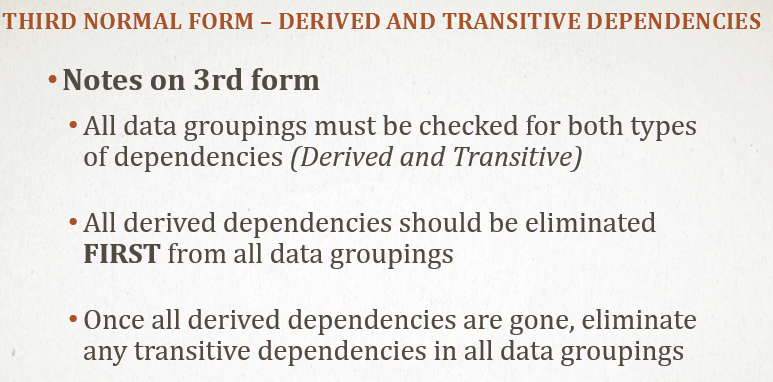 THIRD NORMAL FORM – DERIVED AND TRANSITIVE DEPENDENCIES
• Notes on 3rd form
• All data groupings must be checked for both types
of dependencies (Derived and Transitive)
• All derived dependencies should be eliminated
FIRST from all data groupings
• Once all derived dependencies are gone, eliminate
any transitive dependencies in all data groupings